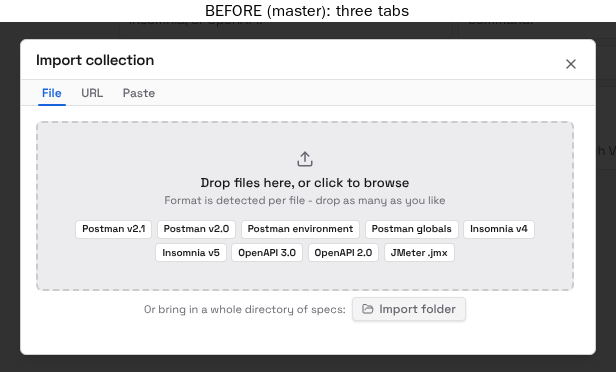 BEFORE (master): three tabs
Import collection
File URL Paste
Drop files here, or click to browse
Format is detected per file - drop as many as you like
Postman v2.1 Postman v2.0 Postman environment Postman globals Insomnia v4
Insomnia v5 OpenAPI 3.0 OpenAPI 2.0 JMeter .jmx
Or bring in a whole directory of specs: Import folder